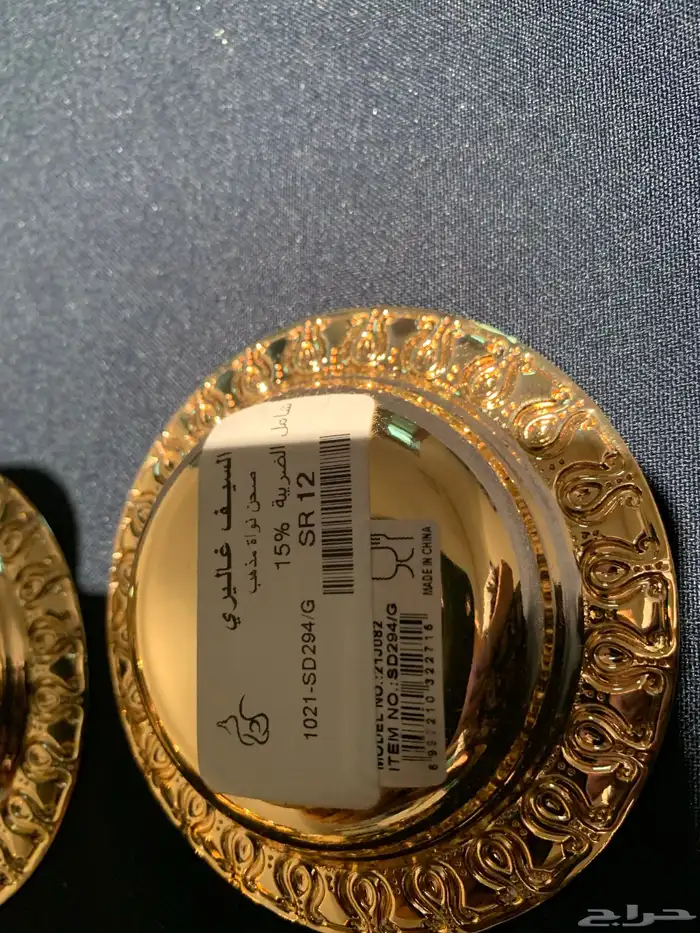 السيف غاليري
صحن نواة مذهب
شامل الضريبة 15%
SR 12
1021-SD294/G
MADE IN CHINA
MODEL NO.:21J082
ITEM NO.:SD294/G
حراج